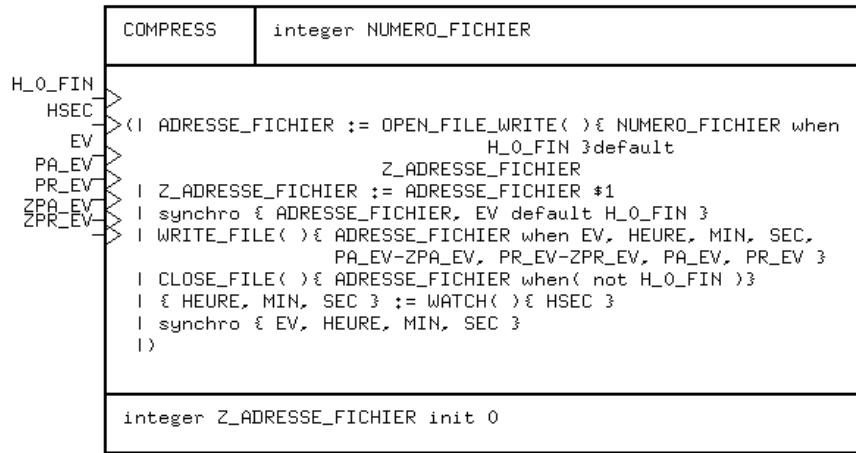 COMPRESS integer NUMERO_FICHIER
H_O_FIN
HSEC
EV
PA_EV
PR_EV
ZPA_EV
ZPR_EV
(| ADRESSE_FICHIER := OPEN_FILE_WRITE( ){ NUMERO_FICHIER when
H_O_FIN }default
Z_ADRESSE_FICHIER
| Z_ADRESSE_FICHIER := ADRESSE_FICHIER $1
| synchro { ADRESSE_FICHIER, EV default H_O_FIN }
| WRITE_FILE( ){ ADRESSE_FICHIER when EV, HEURE, MIN, SEC,
PA_EV-ZPA_EV, PR_EV-ZPR_EV, PA_EV, PR_EV }
| CLOSE_FILE( ){ ADRESSE_FICHIER when( not H_O_FIN )}
| { HEURE, MIN, SEC } := WATCH( ){ HSEC }
| synchro { EV, HEURE, MIN, SEC }
|)
integer Z_ADRESSE_FICHIER init 0